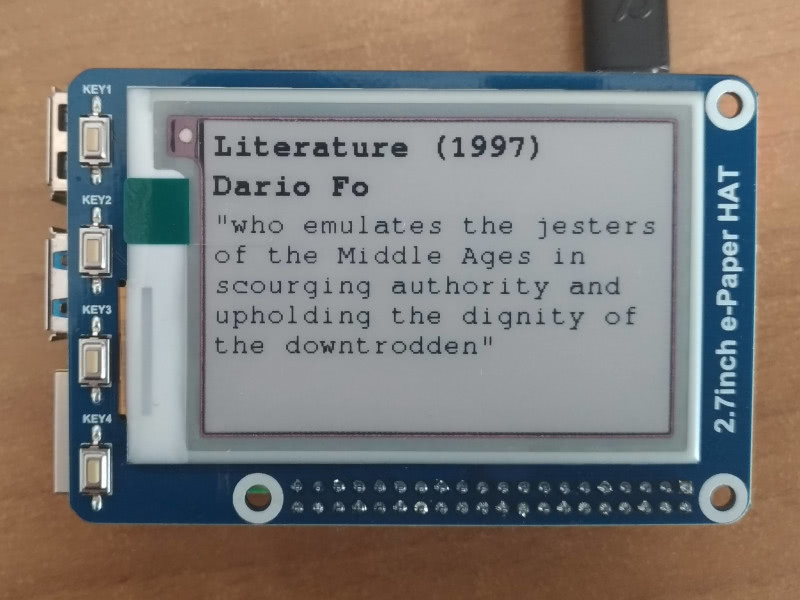 KEY1
KEY2
KEY3
KEY4
Literature (1997)
Dario Fo
"who emulates the jesters
of the Middle Ages in
scourging authority and
upholding the dignity of
the downtrodden"
2.7inch e-Paper HAT